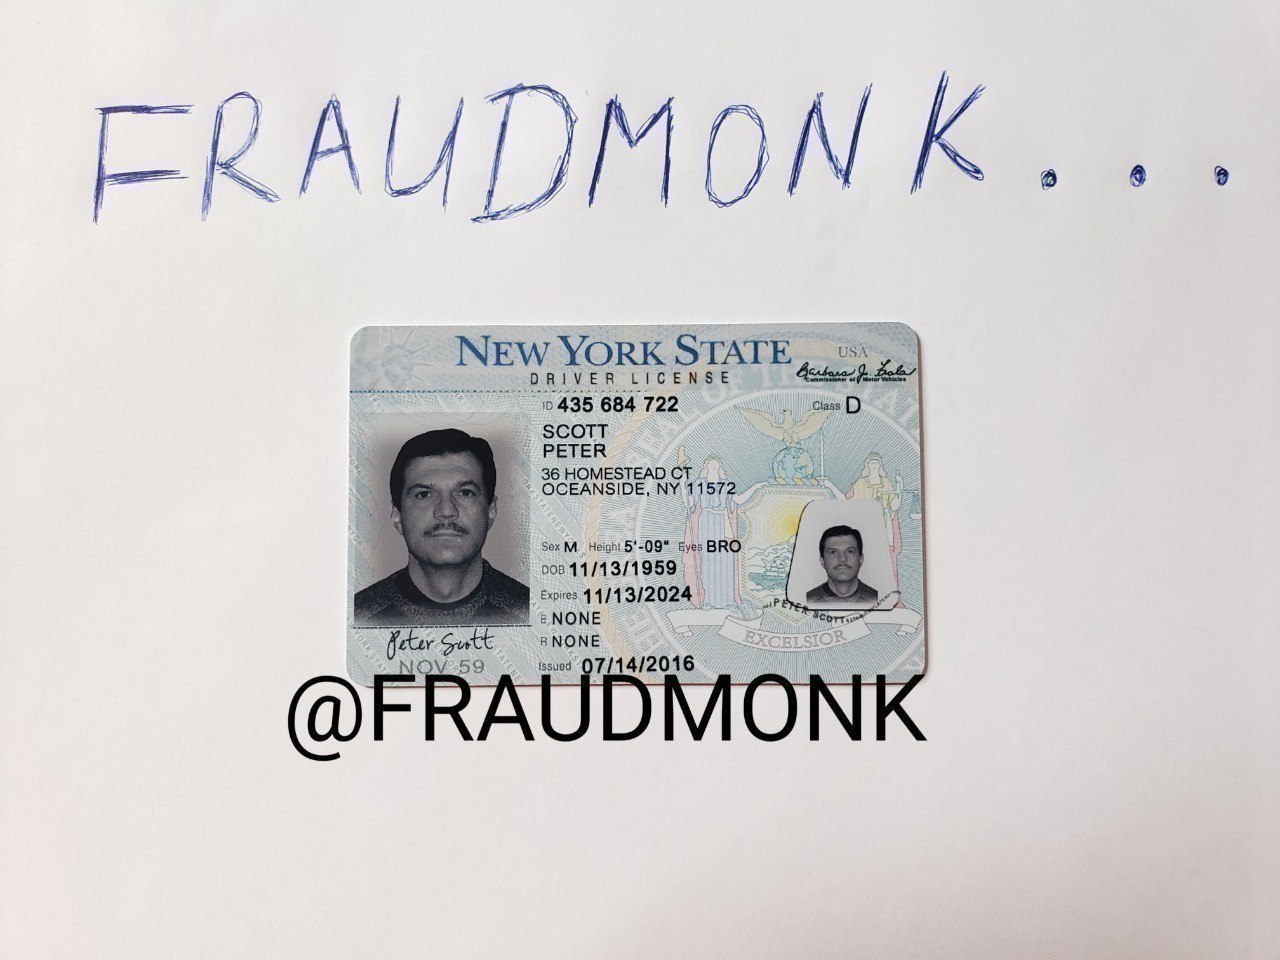 FRAUDMONK...
NEW YORK STATE
USA
DRIVER LICENSE
Barbara J. Fiala
Commissioner of Motor Vehicles
ID 435 684 722
Class D
SCOTT
PETER
36 HOMESTEAD CT
OCEANSIDE, NY 11572
Sex M Height 5'-09" Eyes BRO
DOB 11/13/1959
Expires 11/13/2024
E NONE
R NONE
Issued 07/14/2016
PETER SCOTT
EXCELSIOR
Peter Scott
NOV 59
@FRAUDMONK